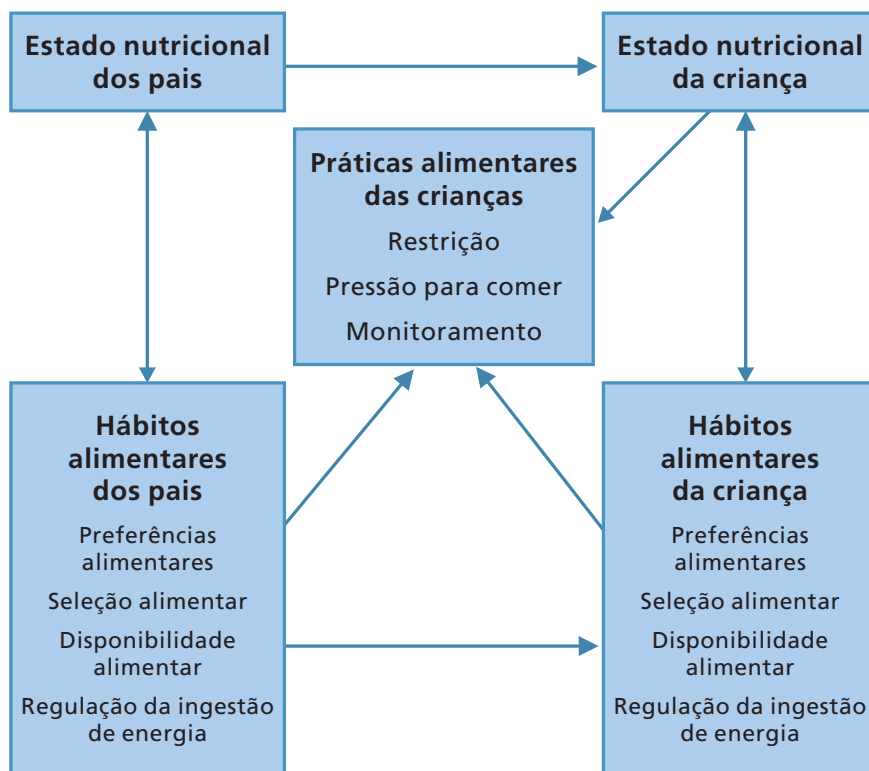 Estado nutricional
dos pais
Estado nutricional
da criança
Práticas alimentares
das crianças
Restrição
Pressão para comer
Monitoramento
Hábitos
alimentares
dos pais
Preferências
alimentares
Seleção alimentar
Disponibilidade
alimentar
Regulação da ingestão
de energia
Hábitos
alimentares
da criança
Preferências
alimentares
Seleção alimentar
Disponibilidade
alimentar
Regulação da ingestão
de energia